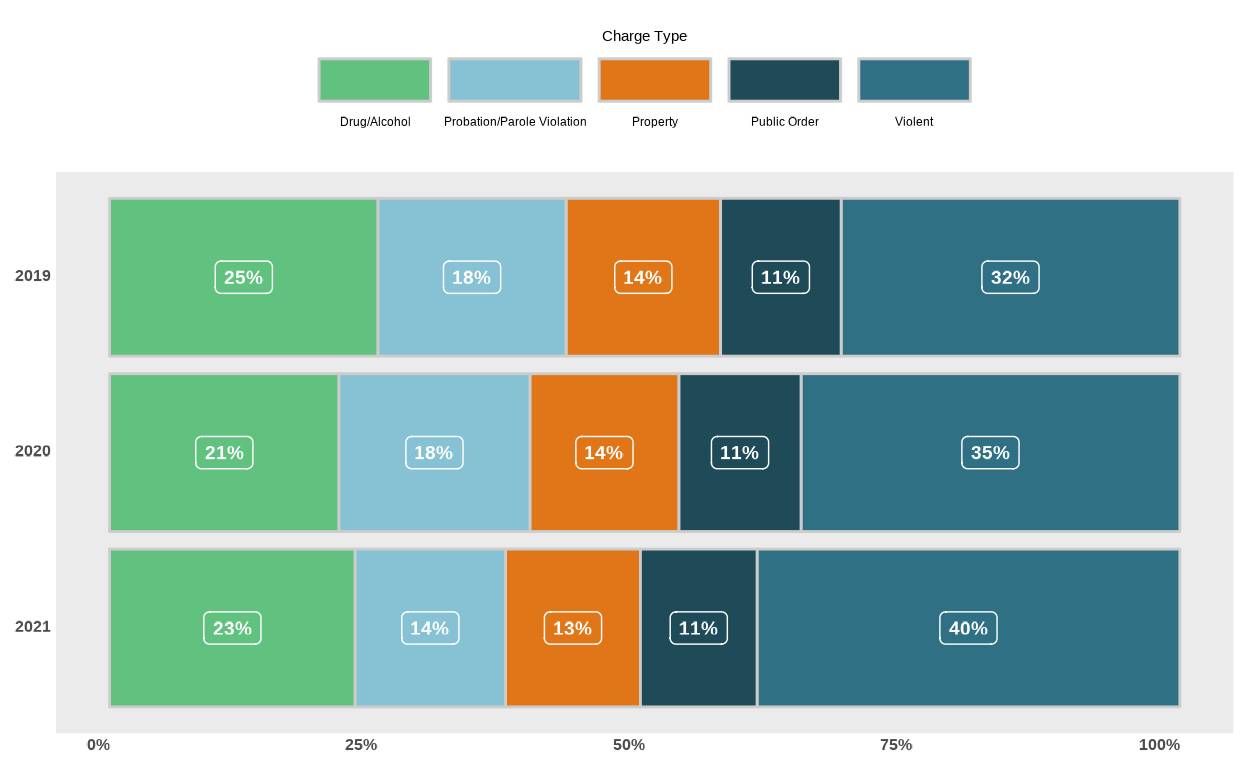 Charge Type
Drug/Alcohol Probation/Parole Violation Property Public Order Violent
2019 25% 18% 14% 11% 32%
2020 21% 18% 14% 11% 35%
2021 23% 14% 13% 11% 40%
0% 25% 50% 75% 100%